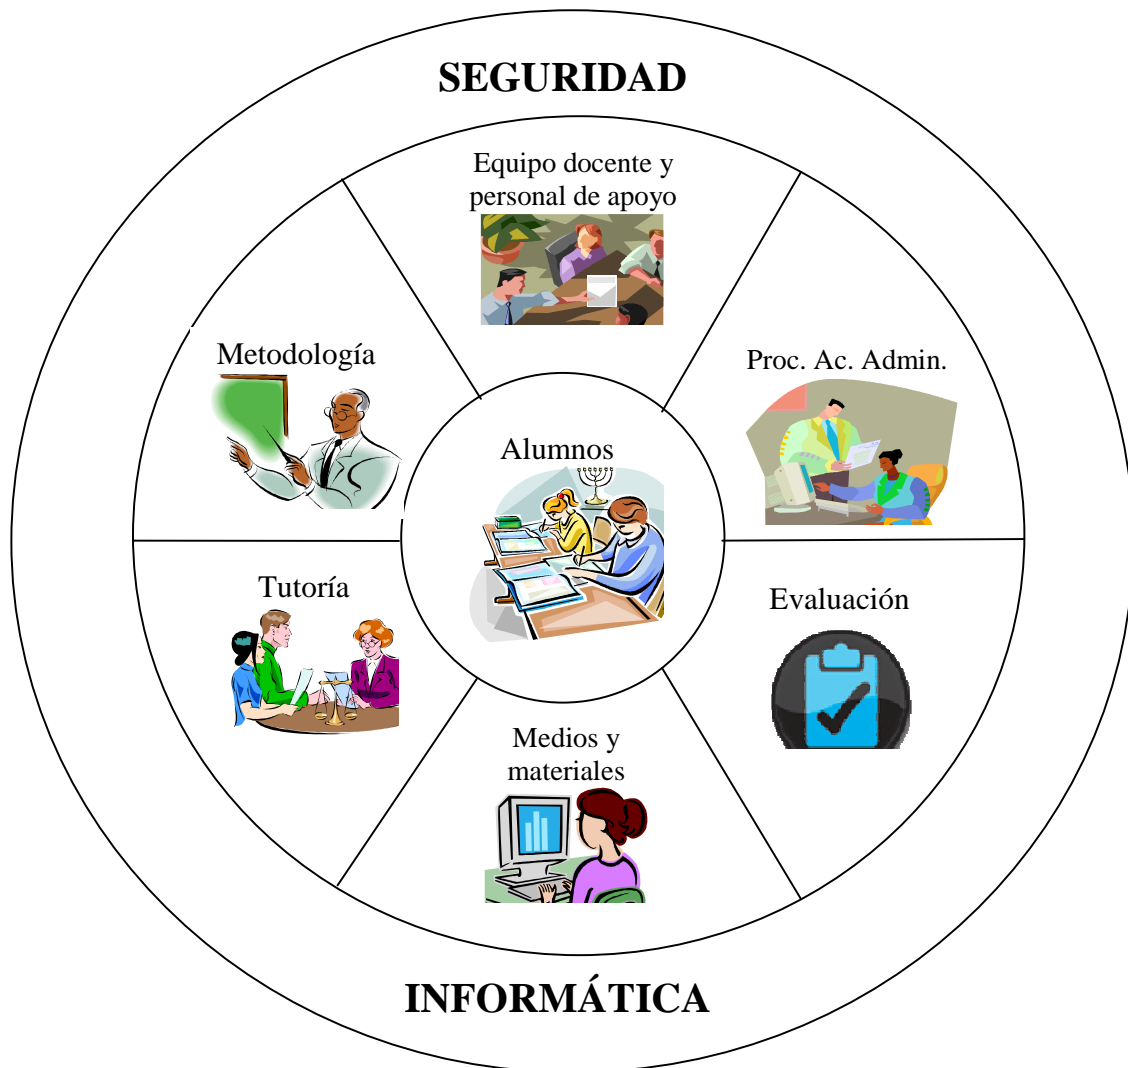 SEGURIDAD
Equipo docente y
personal de apoyo
Metodología
Proc. Ac. Admin.
Alumnos
Tutoría
Evaluación
Medios y
materiales
INFORMÁTICA